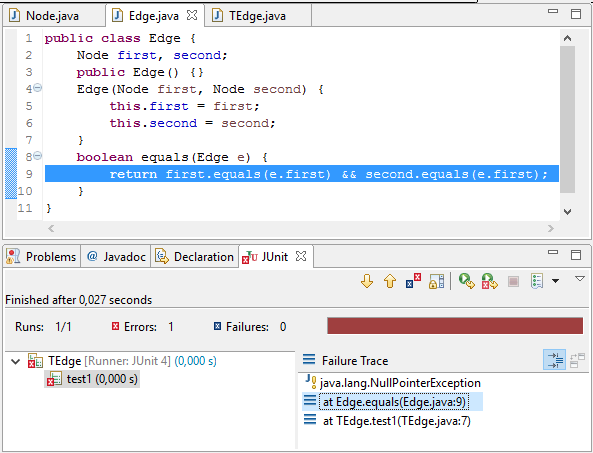 Node.java Edge.java TEdge.java
1 public class Edge {
2 Node first, second;
3 public Edge() {}
4 Edge(Node first, Node second) {
5 this.first = first;
6 this.second = second;
7 }
8 boolean equals(Edge e) {
9 return first.equals(e.first) && second.equals(e.first);
10 }
11 }
Problems @ Javadoc Declaration JUnit
Finished after 0,027 seconds
Runs: 1/1 Errors: 1 Failures: 0
TEdge [Runner: JUnit 4] (0,000 s)
test1 (0,000 s)
Failure Trace
java.lang.NullPointerException
at Edge.equals(Edge.java:9)
at TEdge.test1(TEdge.java:7)